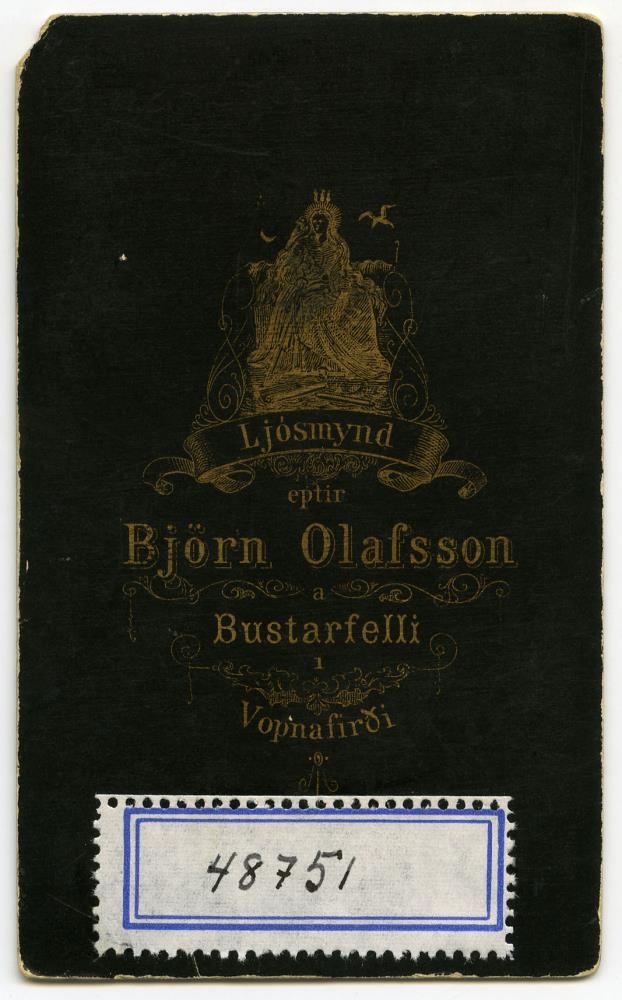 Ljósmynd
eptir
Björn Olafsson
a
Bustarfelli
í
Vopnafirði
48751